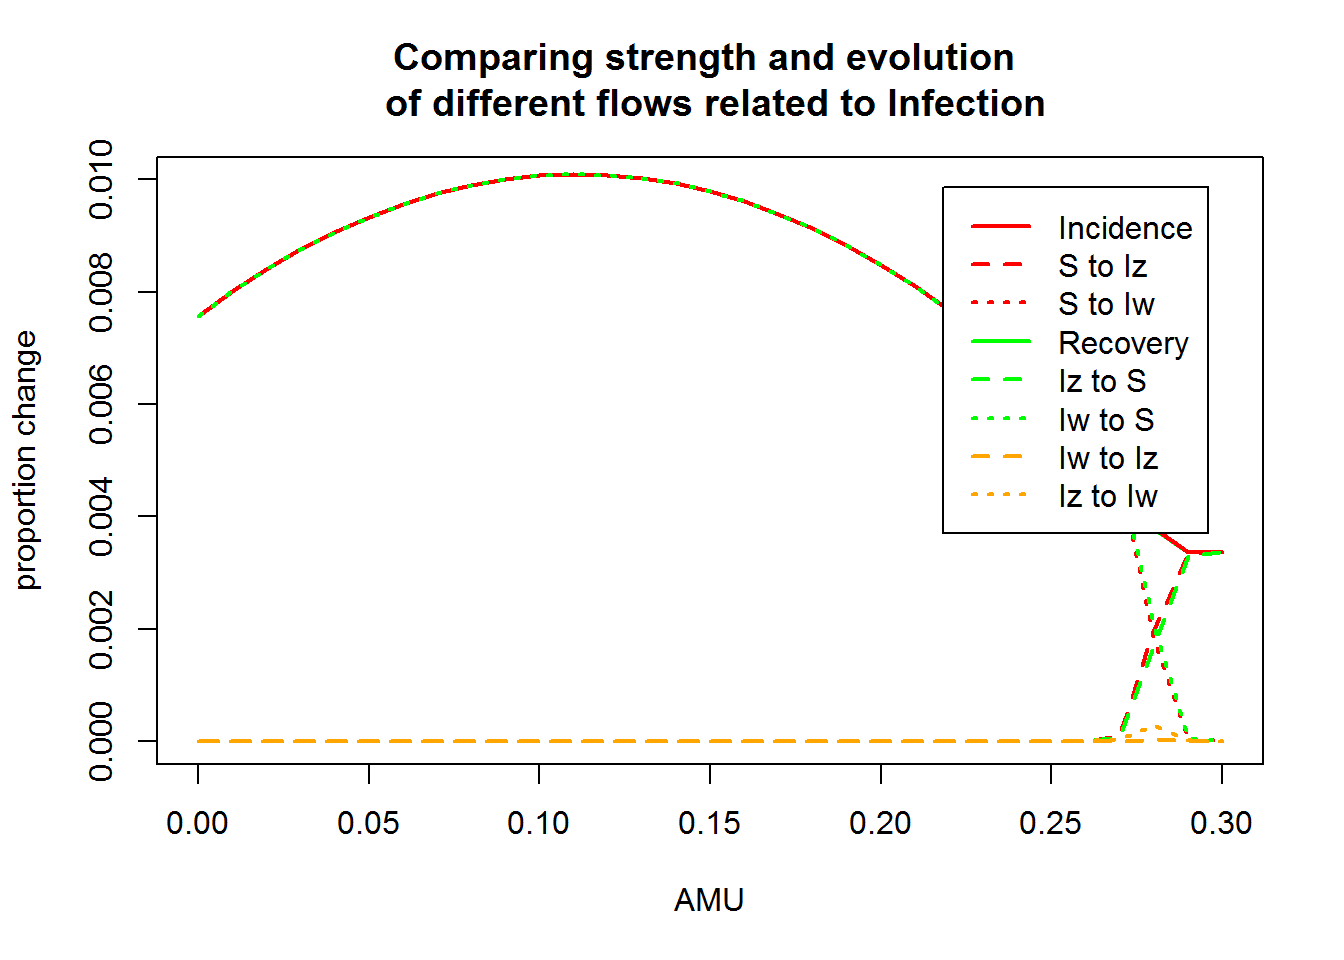 Comparing strength and evolution
of different flows related to Infection
proportion change
0.010
0.008
0.006
0.004
0.002
0.000
Incidence
S to Iz
S to Iw
Recovery
Iz to S
Iw to S
Iw to Iz
Iz to Iw
0.00 0.05 0.10 0.15 0.20 0.25 0.30
AMU